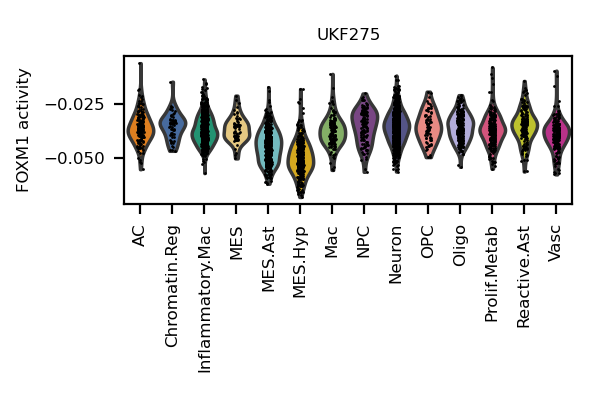 UKF275
FOXM1 activity
−0.025
−0.050
AC
Chromatin.Reg
Inflammatory.Mac
MES
MES.Ast
MES.Hyp
Mac
NPC
Neuron
OPC
Oligo
Prolif.Metab
Reactive.Ast
Vasc